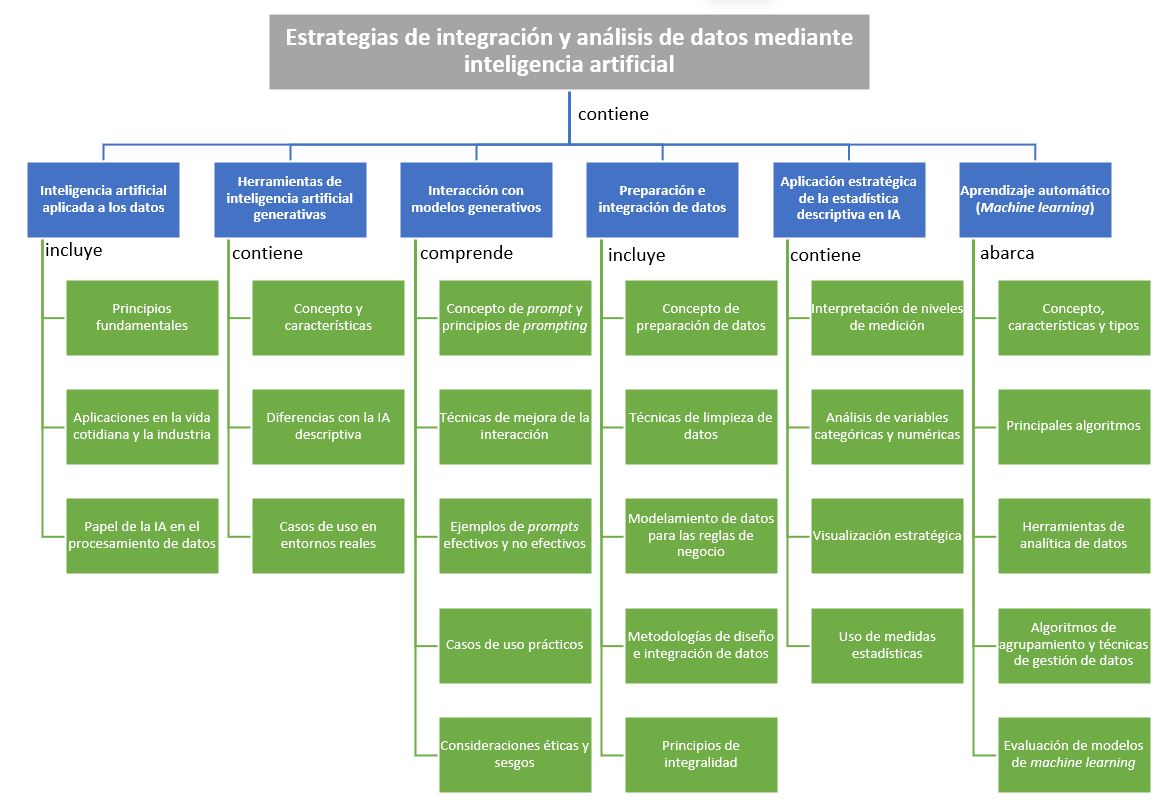 Estrategias de integración y análisis de datos mediante
inteligencia artificial
contiene
Inteligencia artificial
aplicada a los datos
incluye
Principios
fundamentales
Aplicaciones en la vida
cotidiana y la industria
Papel de la IA en el
procesamiento de datos
Herramientas de
inteligencia artificial
generativas
contiene
Concepto y
características
Diferencias con la IA
descriptiva
Casos de uso en
entornos reales
Interacción con
modelos generativos
comprende
Concepto de prompt y
principios de prompting
Técnicas de mejora de la
interacción
Ejemplos de prompts
efectivos y no efectivos
Casos de uso prácticos
Consideraciones éticas y
sesgos
Preparación e
integración de datos
incluye
Concepto de
preparación de datos
Técnicas de limpieza de
datos
Modelamiento de datos
para las reglas de
negocio
Metodologías de diseño
e integración de datos
Principios de
integralidad
Aplicación estratégica
de la estadística
descriptiva en IA
contiene
Interpretación de niveles
de medición
Análisis de variables
categóricas y numéricas
Visualización estratégica
Uso de medidas
estadísticas
Aprendizaje automático
(Machine learning)
abarca
Concepto,
características y tipos
Principales algoritmos
Herramientas de
analítica de datos
Algoritmos de
agrupamiento y técnicas
de gestión de datos
Evaluación de modelos
de machine learning